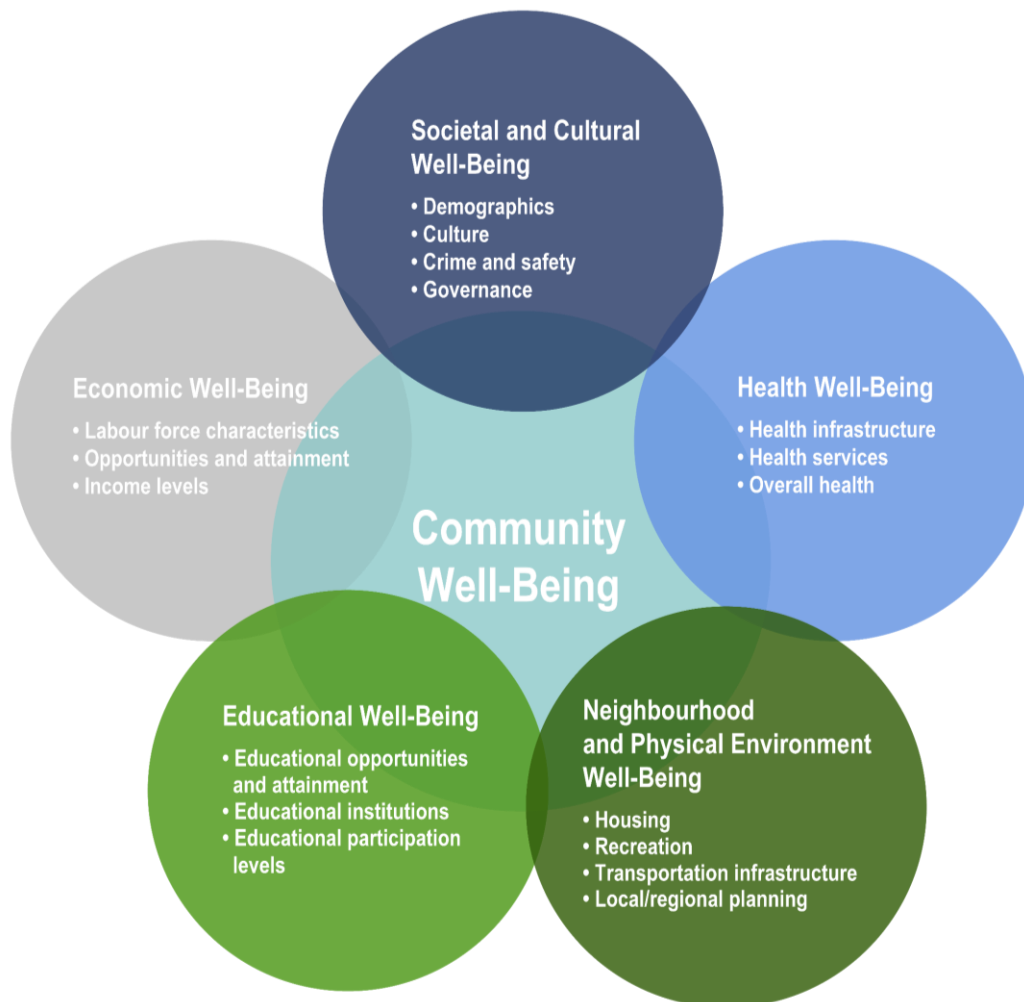 Societal and Cultural
Well-Being
• Demographics
• Culture
• Crime and safety
• Governance
Economic Well-Being
• Labour force characteristics
• Opportunities and attainment
• Income levels
Health Well-Being
• Health infrastructure
• Health services
• Overall health
Community
Well-Being
Educational Well-Being
• Educational opportunities
and attainment
• Educational institutions
• Educational participation
levels
Neighbourhood
and Physical Environment
Well-Being
• Housing
• Recreation
• Transportation infrastructure
• Local/regional planning